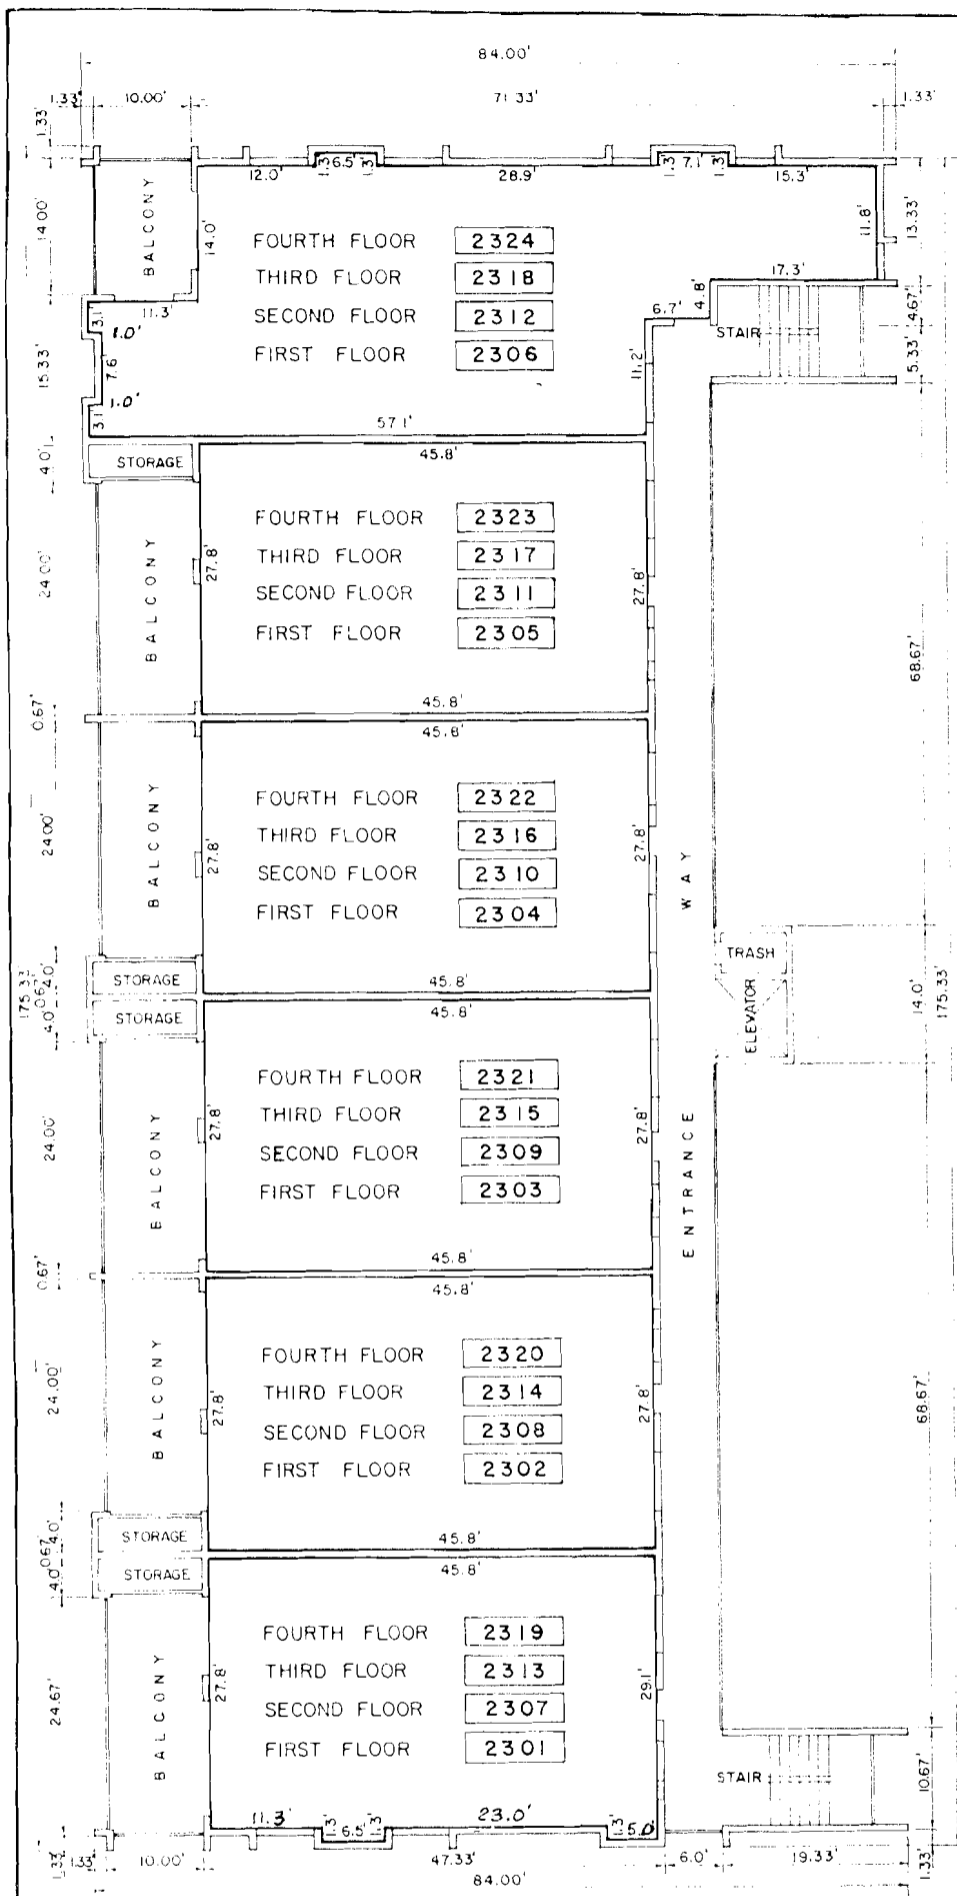 84.00'
1.33' 10.00' 71.33' 1.33'
1.33'
12.0' 1.3' 6.5' 1.3' 28.9' 1.3' 7.1' 1.3' 15.3'
14.00' BALCONY 14.0' 11.8' 13.33'
FOURTH FLOOR 2324
THIRD FLOOR 2318
SECOND FLOOR 2312
FIRST FLOOR 2306
17.3'
11.3' 6.7' 4.8' 4.67'
3.1' 1.0' STAIR
15.33' 7.6' 11.2' 5.33'
3.1' 1.0'
57.1'
4.0' STORAGE 45.8'
FOURTH FLOOR 2323
THIRD FLOOR 2317
SECOND FLOOR 2311
FIRST FLOOR 2305
24.00' BALCONY 27.8' 27.8' 68.67'
0.67' 45.8'
45.8'
FOURTH FLOOR 2322
THIRD FLOOR 2316
SECOND FLOOR 2310
FIRST FLOOR 2304
24.00' BALCONY 27.8' 27.8'
ENTRANCE WAY
TRASH
ELEVATOR 14.0' 175.33'
175.33' 4.0' STORAGE 45.8'
0.67'
4.0' STORAGE 45.8'
FOURTH FLOOR 2321
THIRD FLOOR 2315
SECOND FLOOR 2309
FIRST FLOOR 2303
24.00' BALCONY 27.8' 27.8'
0.67' 45.8'
45.8'
FOURTH FLOOR 2320
THIRD FLOOR 2314
SECOND FLOOR 2308
FIRST FLOOR 2302
24.00' BALCONY 27.8' 27.8' 68.67'
4.0' STORAGE 45.8'
0.67'
4.0' STORAGE 45.8'
FOURTH FLOOR 2319
THIRD FLOOR 2313
SECOND FLOOR 2307
FIRST FLOOR 2301
24.67' BALCONY 27.8' 29.1'
STAIR 10.67'
11.3' 1.3' 6.5' 1.3' 23.0' 1.3' 5.0'
1.33' 1.33' 10.00' 47.33' 6.0' 19.33' 1.33'
84.00'